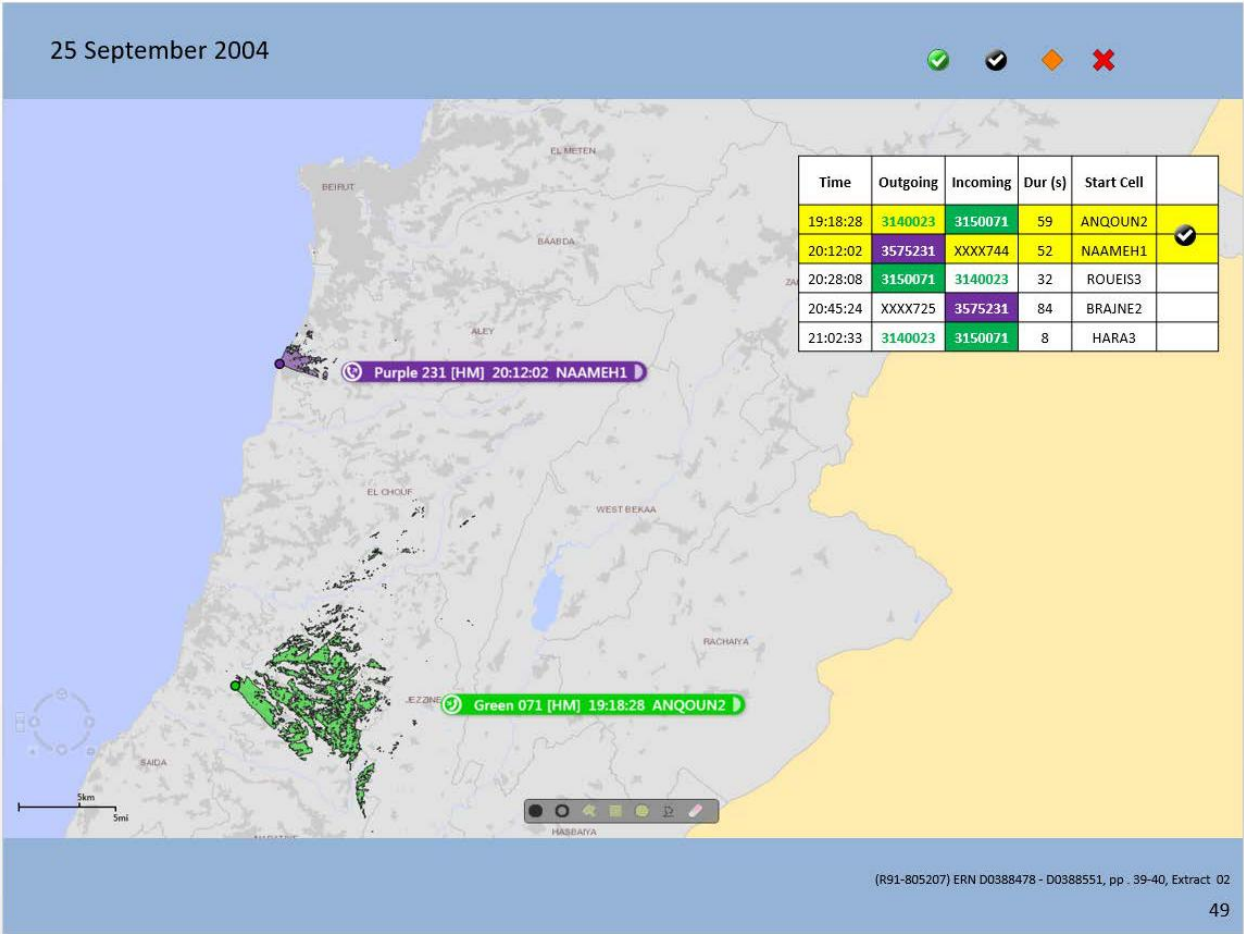 25 September 2004
EL METEN
BEIRUT
Time Outgoing Incoming Dur (s) Start Cell
19:18:28 3140023 3150071 59 ANQOUN2
20:12:02 3575231 XXXX744 52 NAAMEH1
20:28:08 3150071 3140023 32 ROUEIS3
20:45:24 XXXX725 3575231 84 BRAJNE2
21:02:33 3140023 3150071 8 HARA3
BAABDA
ALEY
Purple 231 [HM] 20:12:02 NAAMEH1
EL CHOUF
WEST BEKAA
RACHAIYA
JEZZINE
Green 071 [HM] 19:18:28 ANQOUN2
SAIDA
5km
5mi
HASBAIYA
(R91-805207) ERN D0388478 - D0388551, pp . 39-40, Extract 02
49